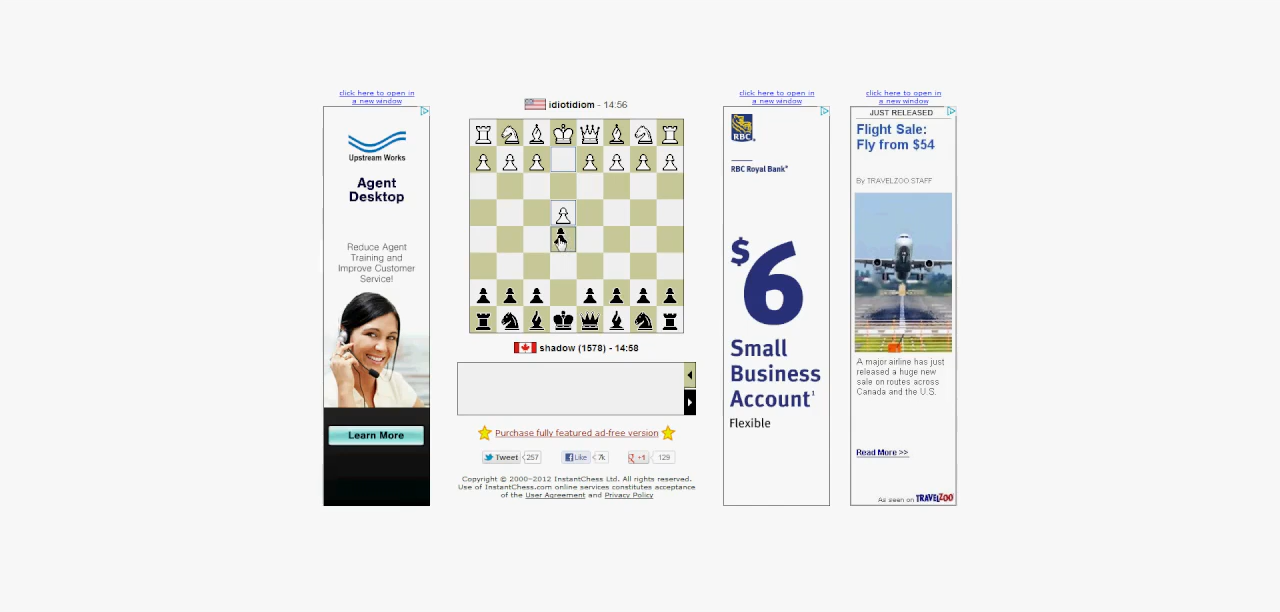 click here to open in
a new window
Upstream Works
Agent
Desktop
Reduce Agent
Training and
Improve Customer
Service!
Learn More
idiotidiom - 14:56
shadow (1578) - 14:58
Purchase fully featured ad-free version
Tweet 257
Like 7k
+1 129
Copyright © 2000-2012 InstantChess Ltd. All rights reserved.
Use of InstantChess.com online services constitutes acceptance
of the User Agreement and Privacy Policy
click here to open in
a new window
RBC
RBC Royal Bank®
$6
Small
Business
Account¹
Flexible
click here to open in
a new window
JUST RELEASED
Flight Sale:
Fly from $54
By TRAVELZOO STAFF
A major airline has just
released a huge new
sale on routes across
Canada and the U.S.
Read More >>
As seen on TRAVELZOO